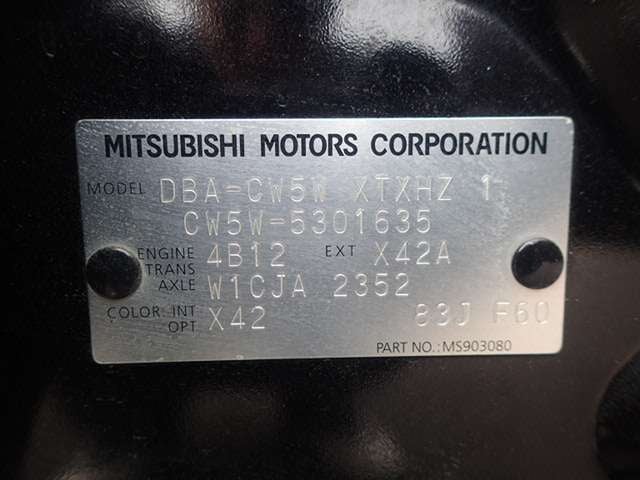 MITSUBISHI MOTORS CORPORATION
MODEL DBA-CW5W XTXHZ 1
CW5W-5301635
ENGINE 4B12 EXT X42A
TRANS
AXLE W1CJA 2352
COLOR: INT X42 83J F60
OPT
PART NO.: MS903080